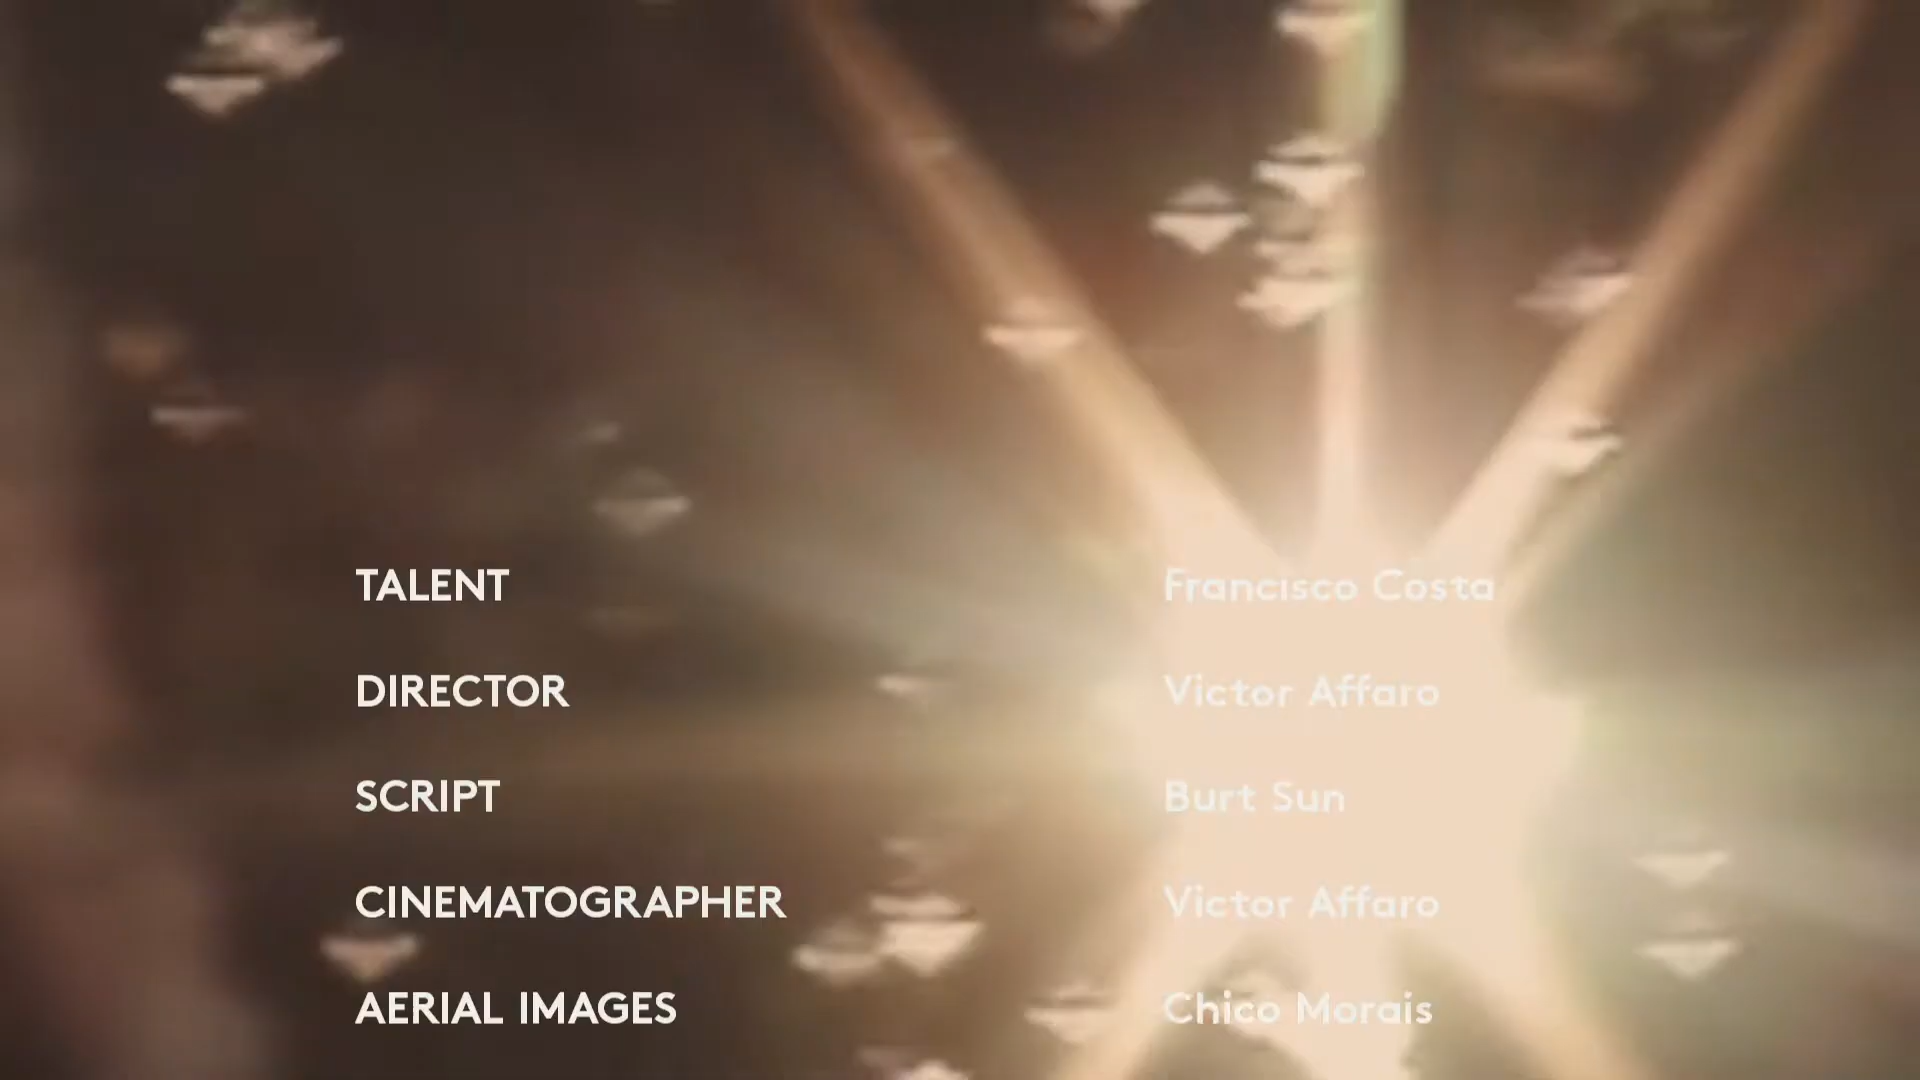 TALENT Francisco Costa
DIRECTOR Victor Affaro
SCRIPT Burt Sun
CINEMATOGRAPHER Victor Affaro
AERIAL IMAGES Chico Morais